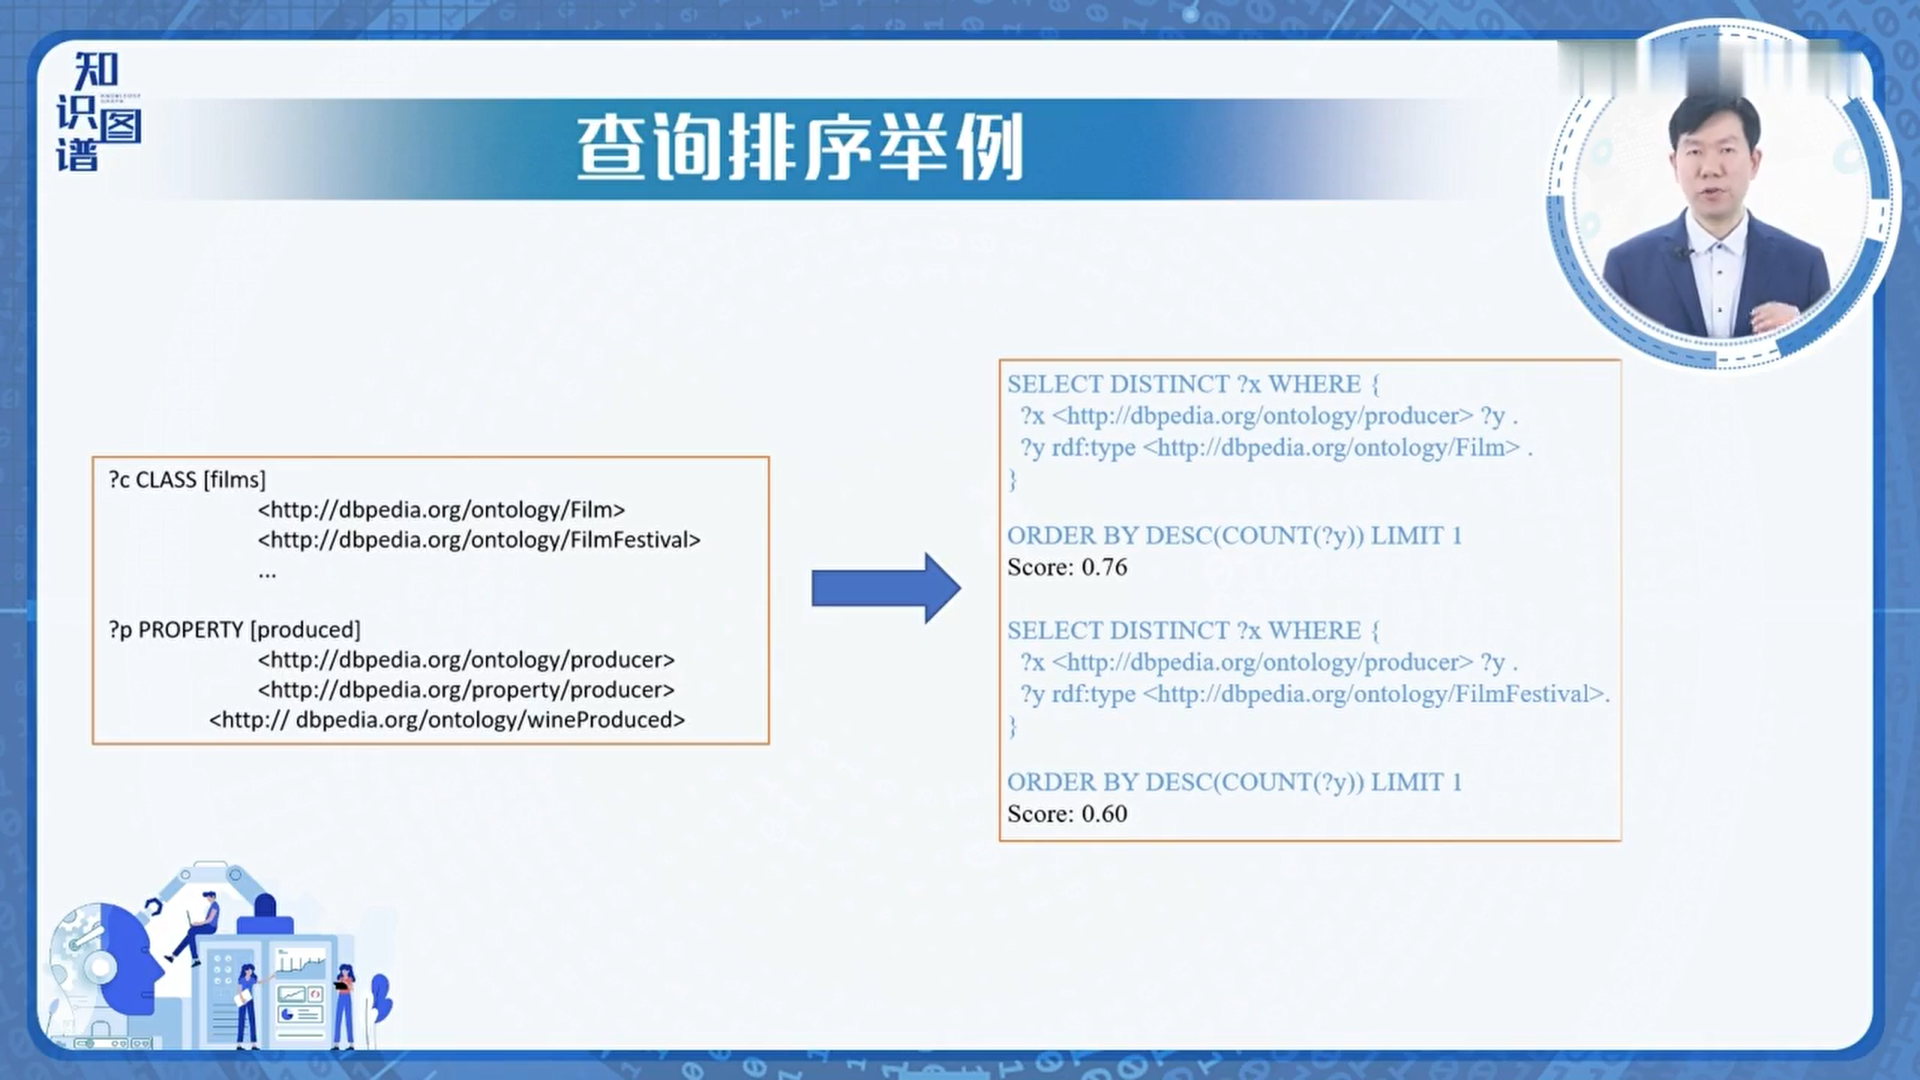 知识图谱
查询排序举例
?c CLASS [films]
<http://dbpedia.org/ontology/Film>
<http://dbpedia.org/ontology/FilmFestival>
...
?p PROPERTY [produced]
<http://dbpedia.org/ontology/producer>
<http://dbpedia.org/property/producer>
<http:// dbpedia.org/ontology/wineProduced>
SELECT DISTINCT ?x WHERE {
?x <http://dbpedia.org/ontology/producer> ?y .
?y rdf:type <http://dbpedia.org/ontology/Film> .
}
ORDER BY DESC(COUNT(?y)) LIMIT 1
Score: 0.76
SELECT DISTINCT ?x WHERE {
?x <http://dbpedia.org/ontology/producer> ?y .
?y rdf:type <http://dbpedia.org/ontology/FilmFestival>.
}
ORDER BY DESC(COUNT(?y)) LIMIT 1
Score: 0.60